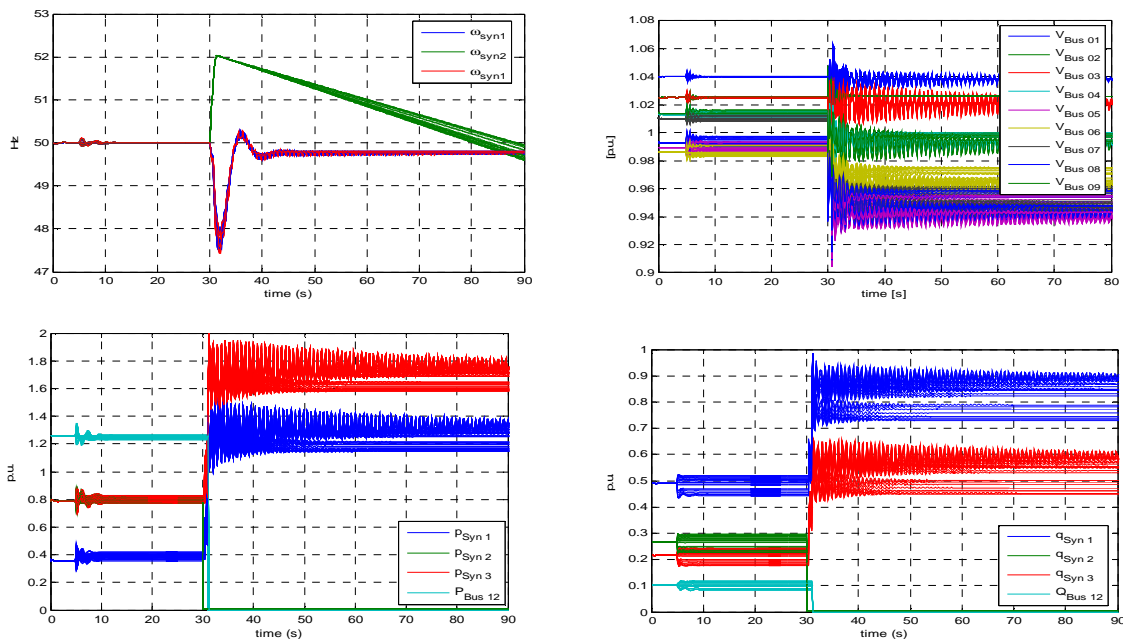 53
52
51
50
49
48
47
Hz
0 10 20 30 40 50 60 70 80 90
time (s)
ωsyn1
ωsyn2
ωsyn1
1.08
1.06
1.04
1.02
1
0.98
0.96
0.94
0.92
0.9
[p.u]
0 10 20 30 40 50 60 70 80
time [s]
VBus 01
VBus 02
VBus 03
VBus 04
VBus 05
VBus 06
VBus 07
VBus 08
VBus 09
2
1.8
1.6
1.4
1.2
1
0.8
0.6
0.4
0.2
0
p.u.
0 10 20 30 40 50 60 70 80 90
time (s)
pSyn 1
pSyn 2
pSyn 3
PBus 12
1
0.9
0.8
0.7
0.6
0.5
0.4
0.3
0.2
0.1
0
p.u
0 10 20 30 40 50 60 70 80 90
time (s)
qSyn 1
qSyn 2
qSyn 3
QBus 12